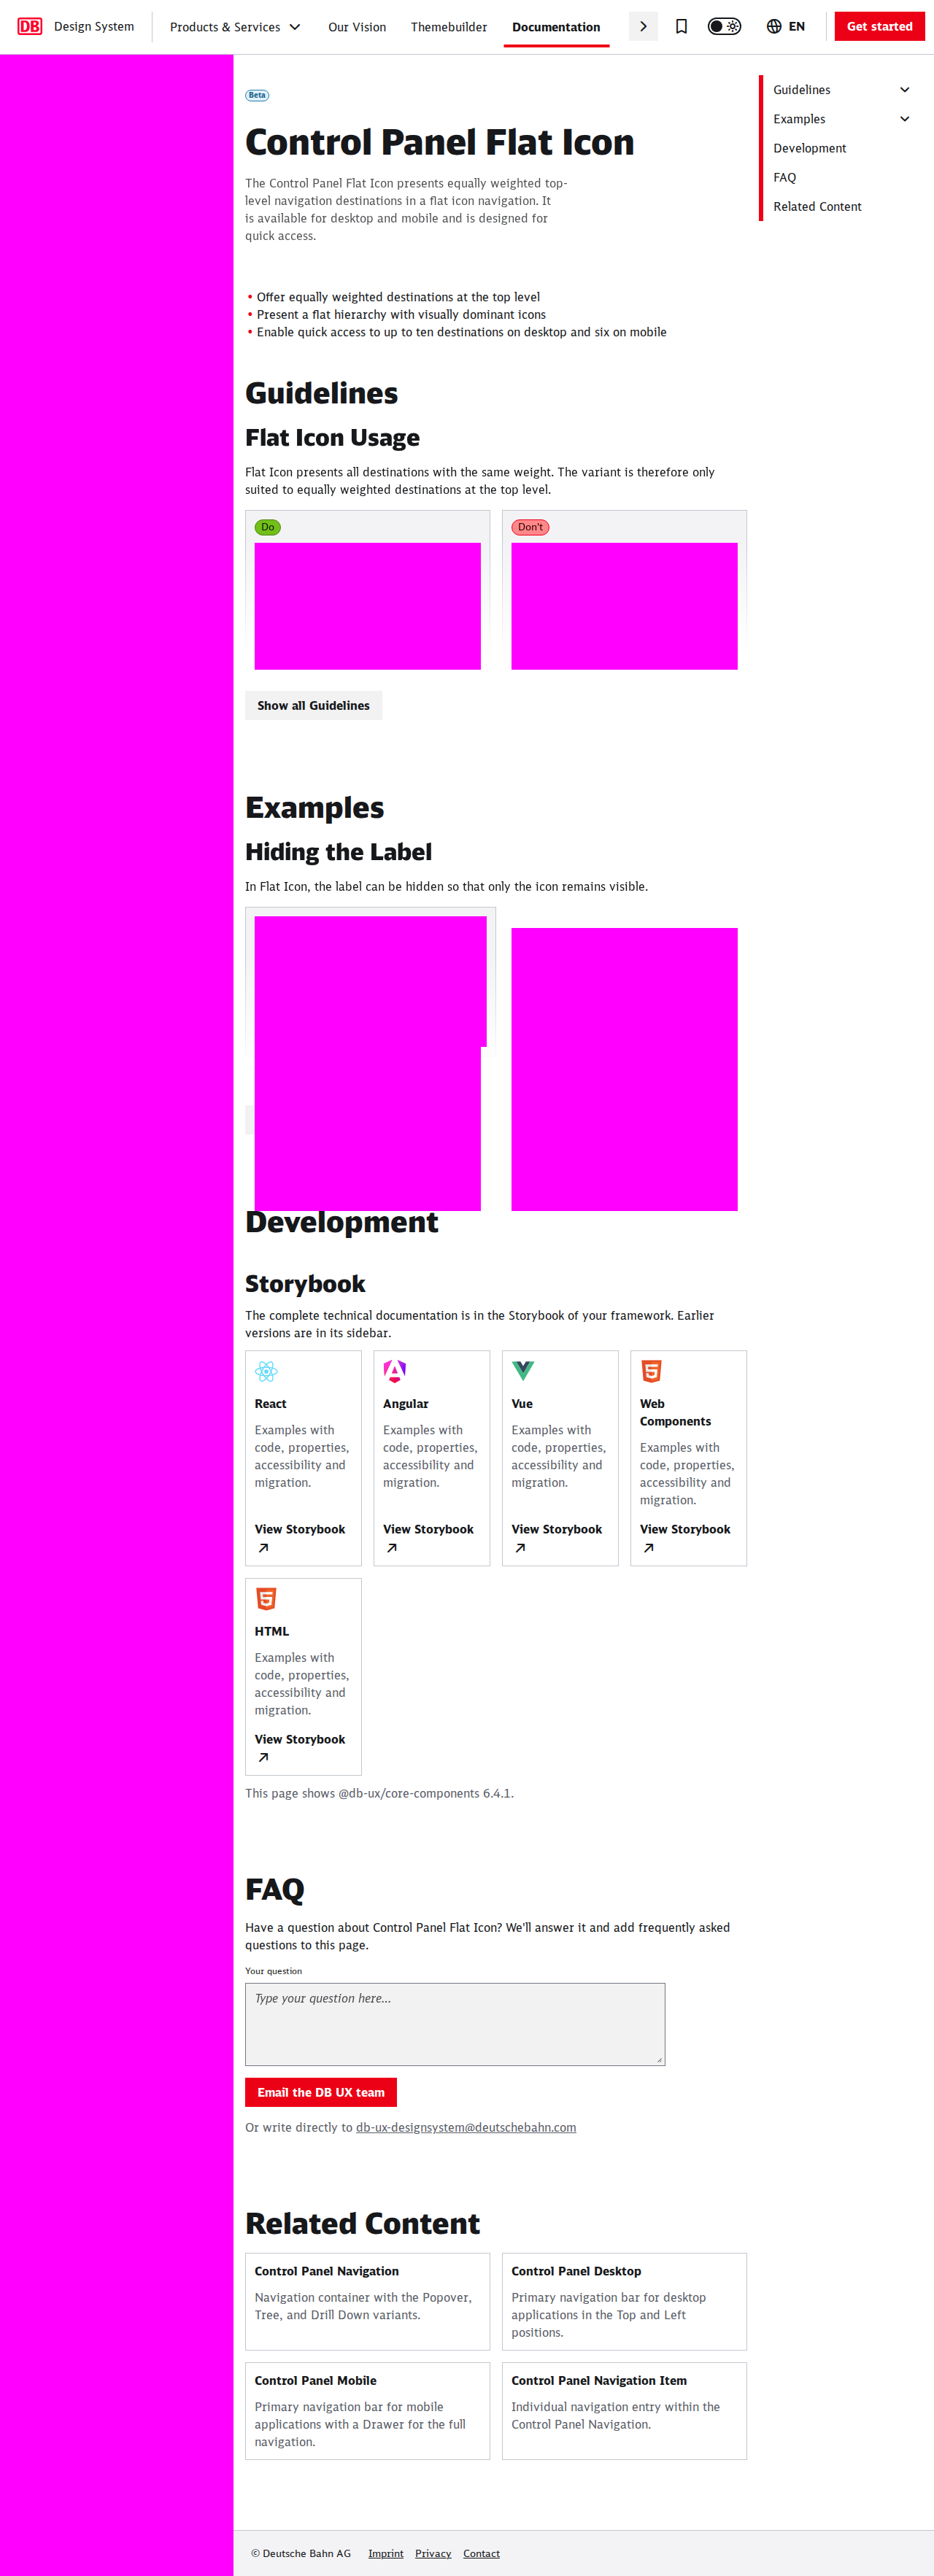 DB Design System Products & Services Our Vision Themebuilder Documentation EN Get started
Beta
Control Panel Flat Icon
The Control Panel Flat Icon presents equally weighted top-
level navigation destinations in a flat icon navigation. It
is available for desktop and mobile and is designed for
quick access.
Guidelines
Examples
Development
FAQ
Related Content
• Offer equally weighted destinations at the top level
• Present a flat hierarchy with visually dominant icons
• Enable quick access to up to ten destinations on desktop and six on mobile
Guidelines
Flat Icon Usage
Flat Icon presents all destinations with the same weight. The variant is therefore only
suited to equally weighted destinations at the top level.
Do
Don't
Show all Guidelines
Examples
Hiding the Label
In Flat Icon, the label can be hidden so that only the icon remains visible.
Development
Storybook
The complete technical documentation is in the Storybook of your framework. Earlier
versions are in its sidebar.
React
Examples with
code, properties,
accessibility and
migration.
View Storybook
Angular
Examples with
code, properties,
accessibility and
migration.
View Storybook
Vue
Examples with
code, properties,
accessibility and
migration.
View Storybook
Web
Components
Examples with
code, properties,
accessibility and
migration.
View Storybook
HTML
Examples with
code, properties,
accessibility and
migration.
View Storybook
This page shows @db-ux/core-components 6.4.1.
FAQ
Have a question about Control Panel Flat Icon? We'll answer it and add frequently asked
questions to this page.
Your question
Type your question here...
Email the DB UX team
Or write directly to db-ux-designsystem@deutschebahn.com
Related Content
Control Panel Navigation
Navigation container with the Popover,
Tree, and Drill Down variants.
Control Panel Desktop
Primary navigation bar for desktop
applications in the Top and Left
positions.
Control Panel Mobile
Primary navigation bar for mobile
applications with a Drawer for the full
navigation.
Control Panel Navigation Item
Individual navigation entry within the
Control Panel Navigation.
© Deutsche Bahn AG Imprint Privacy Contact